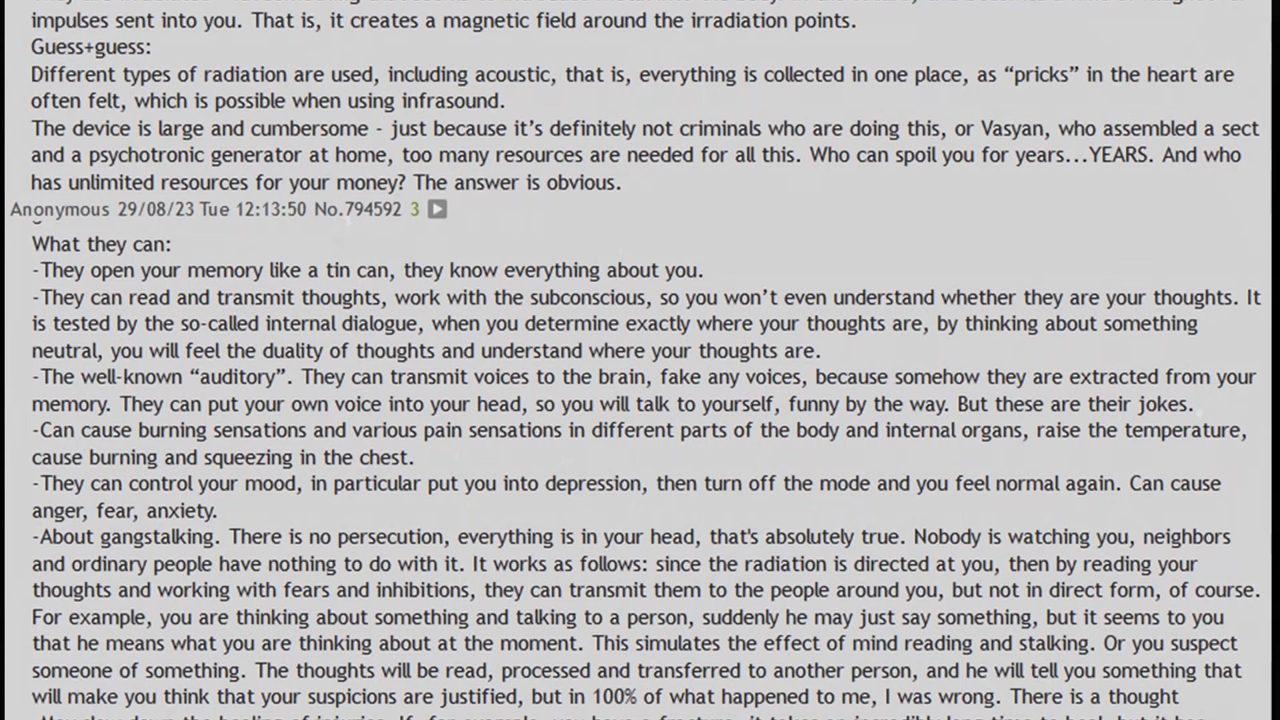 impulses sent into you. That is, it creates a magnetic field around the irradiation points.
Guess+guess:
Different types of radiation are used, including acoustic, that is, everything is collected in one place, as “pricks” in the heart are
often felt, which is possible when using infrasound.
The device is large and cumbersome - just because it’s definitely not criminals who are doing this, or Vasyan, who assembled a sect
and a psychotronic generator at home, too many resources are needed for all this. Who can spoil you for years...YEARS. And who
has unlimited resources for your money? The answer is obvious.
Anonymous 29/08/23 Tue 12:13:50 No.794592 3
What they can:
-They open your memory like a tin can, they know everything about you.
-They can read and transmit thoughts, work with the subconscious, so you won’t even understand whether they are your thoughts. It
is tested by the so-called internal dialogue, when you determine exactly where your thoughts are, by thinking about something
neutral, you will feel the duality of thoughts and understand where your thoughts are.
-The well-known “auditory”. They can transmit voices to the brain, fake any voices, because somehow they are extracted from your
memory. They can put your own voice into your head, so you will talk to yourself, funny by the way. But these are their jokes.
-Can cause burning sensations and various pain sensations in different parts of the body and internal organs, raise the temperature,
cause burning and squeezing in the chest.
-They can control your mood, in particular put you into depression, then turn off the mode and you feel normal again. Can cause
anger, fear, anxiety.
-About gangstalking. There is no persecution, everything is in your head, that's absolutely true. Nobody is watching you, neighbors
and ordinary people have nothing to do with it. It works as follows: since the radiation is directed at you, then by reading your
thoughts and working with fears and inhibitions, they can transmit them to the people around you, but not in direct form, of course.
For example, you are thinking about something and talking to a person, suddenly he may just say something, but it seems to you
that he means what you are thinking about at the moment. This simulates the effect of mind reading and stalking. Or you suspect
someone of something. The thoughts will be read, processed and transferred to another person, and he will tell you something that
will make you think that your suspicions are justified, but in 100% of what happened to me, I was wrong. There is a thought